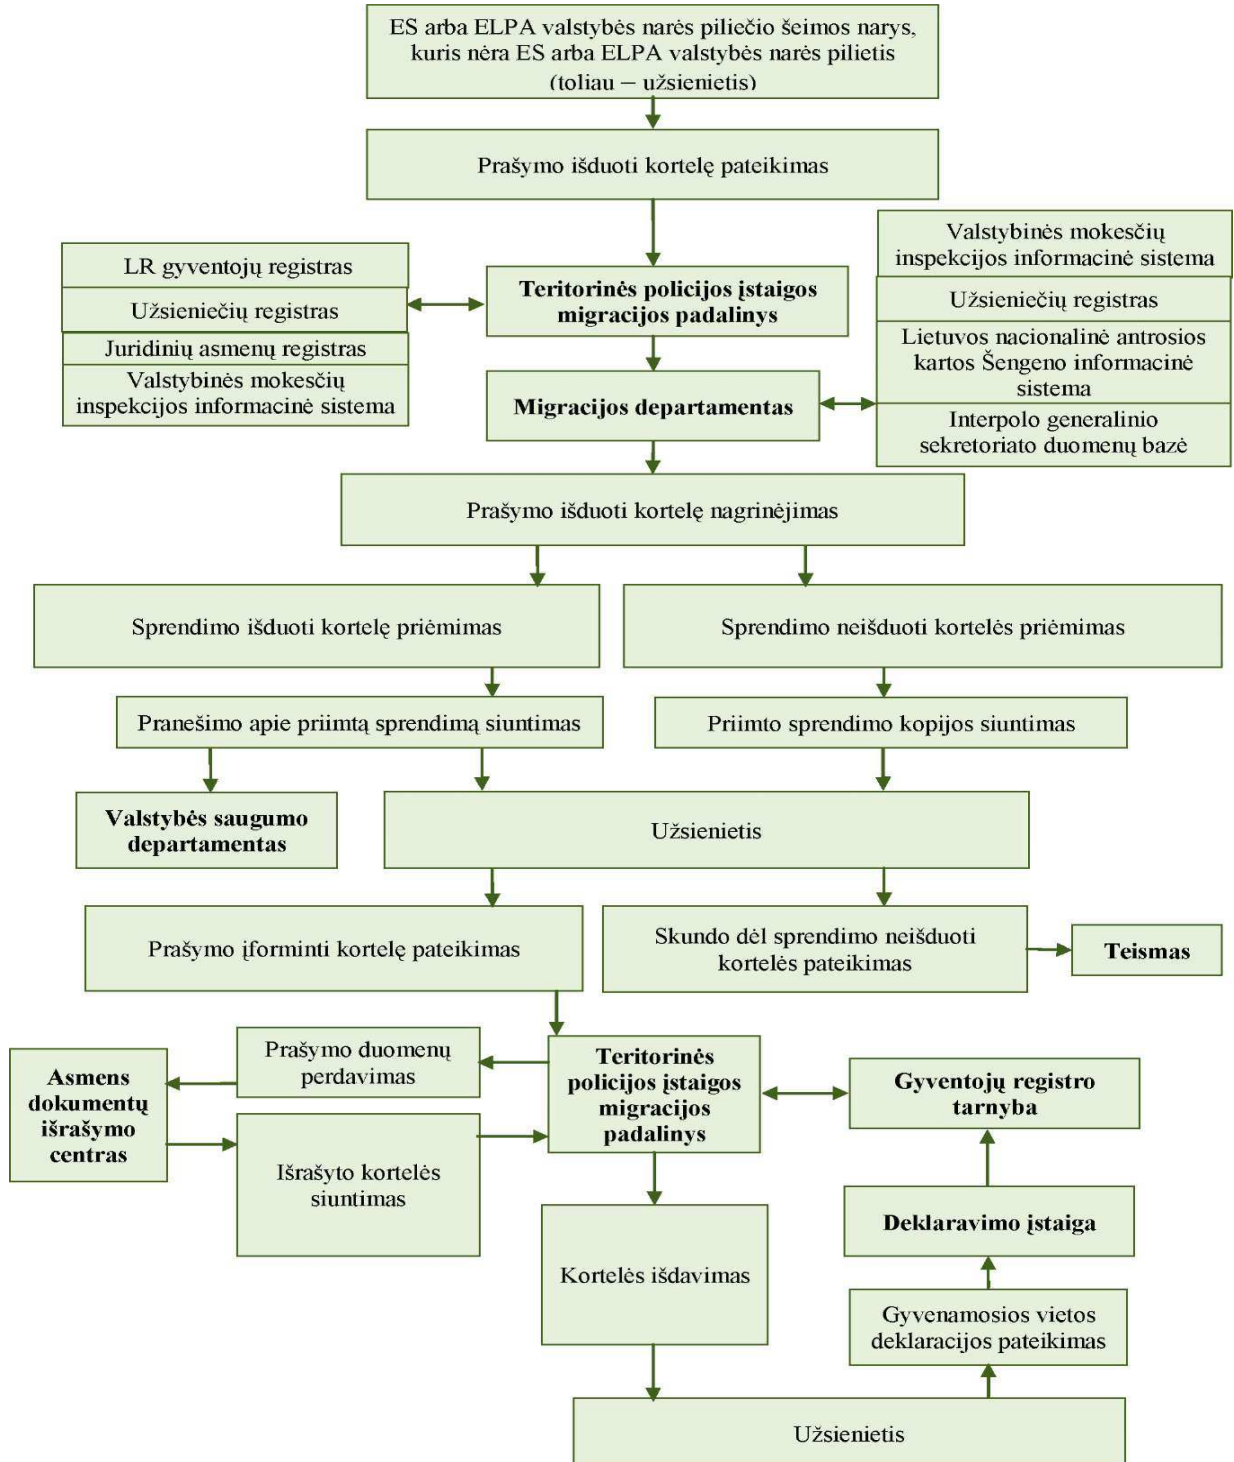 ES arba ELPA valstybės narės piliečio šeimos narys,
kuris nėra ES arba ELPA valstybės narės pilietis
(toliau – užsienietis)
Prašymo išduoti kortelę pateikimas
LR gyventojų registras
Užsieniečių registras
Juridinių asmenų registras
Valstybinės mokesčių
inspekcijos informacinė sistema
Teritorinės policijos įstaigos
migracijos padalinys
Valstybinės mokesčių
inspekcijos informacinė sistema
Užsieniečių registras
Lietuvos nacionalinė antrosios
kartos Šengeno informacinė
sistema
Interpolo generalinio
sekretoriato duomenų bazė
Migracijos departamentas
Prašymo išduoti kortelę nagrinėjimas
Sprendimo išduoti kortelę priėmimas
Sprendimo neišduoti kortelės priėmimas
Pranešimo apie priimtą sprendimą siuntimas
Priimto sprendimo kopijos siuntimas
Valstybės saugumo
departamentas
Užsienietis
Prašymo įforminti kortelę pateikimas
Skundo dėl sprendimo neišduoti
kortelės pateikimas
Teismas
Asmens
dokumentų
išrašymo
centras
Prašymo duomenų
perdavimas
Išrašyto kortelės
siuntimas
Teritorinės
policijos įstaigos
migracijos
padalinys
Gyventojų registro
tarnyba
Deklaravimo įstaiga
Kortelės išdavimas
Gyvenamosios vietos
deklaracijos pateikimas
Užsienietis